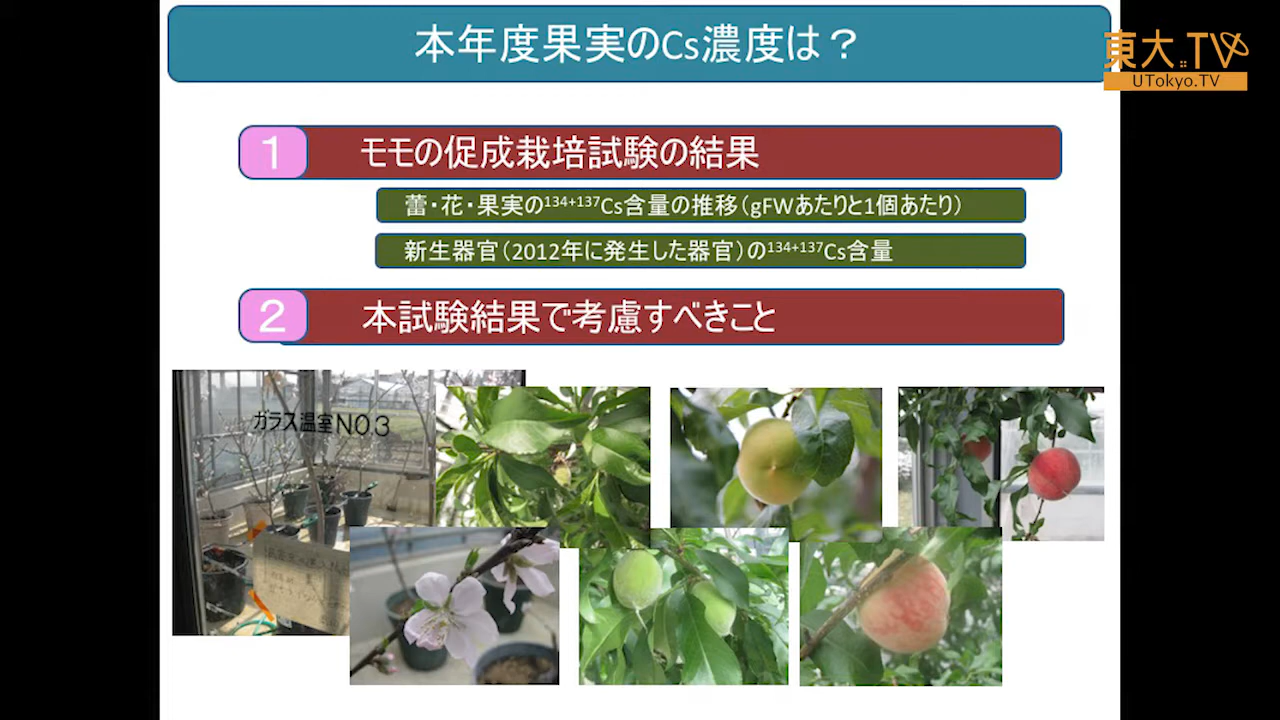 本年度果実のCs濃度は？
東大.:TV
UTokyo.TV
1 モモの促成栽培試験の結果
蕾・花・果実の¹³⁴⁺¹³⁷Cs含量の推移（gFWあたりと1個あたり）
新生器官（2012年に発生した器官）の¹³⁴⁺¹³⁷Cs含量
2 本試験結果で考慮すべきこと
ガラス温室NO3